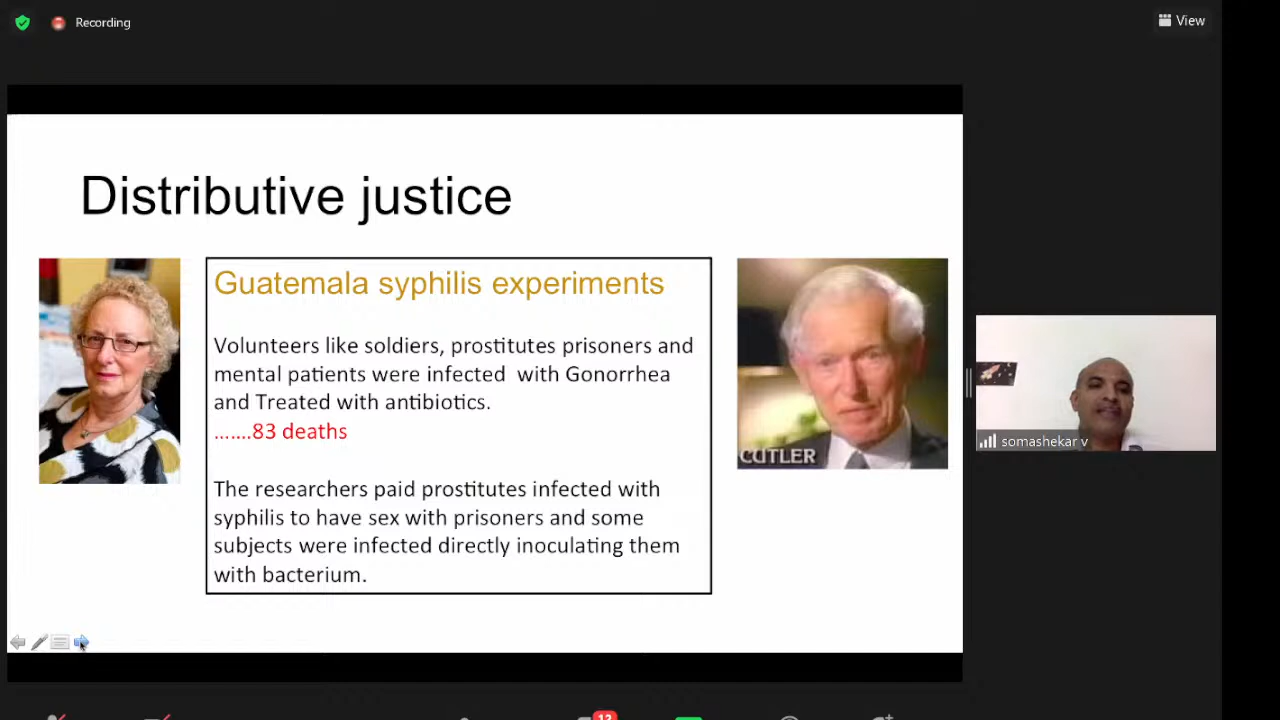 Recording
View
Distributive justice
Guatemala syphilis experiments
Volunteers like soldiers, prostitutes prisoners and
mental patients were infected  with Gonorrhea
and Treated with antibiotics.
.......83 deaths
The researchers paid prostitutes infected with
syphilis to have sex with prisoners and some
subjects were infected directly inoculating them
with bacterium.
CUTLER
somashekar v
12